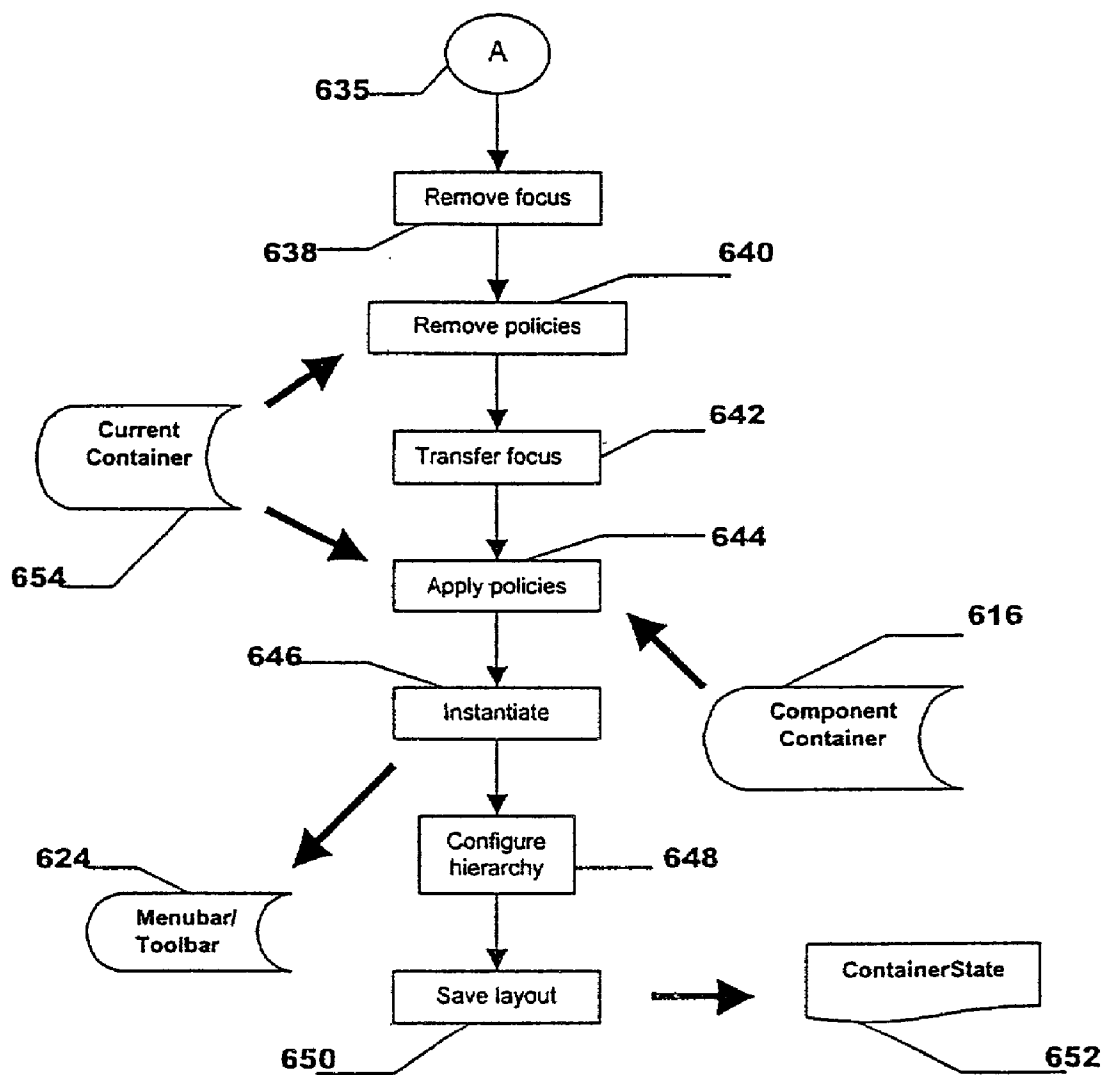 A
635
Remove focus
638
640
Remove policies
Current
Container
642
Transfer focus
644
654
Apply policies
616
646
Instantiate
Component
Container
624
Configure
hierarchy
648
Menubar/
Toolbar
ContainerState
Save layout
650
652